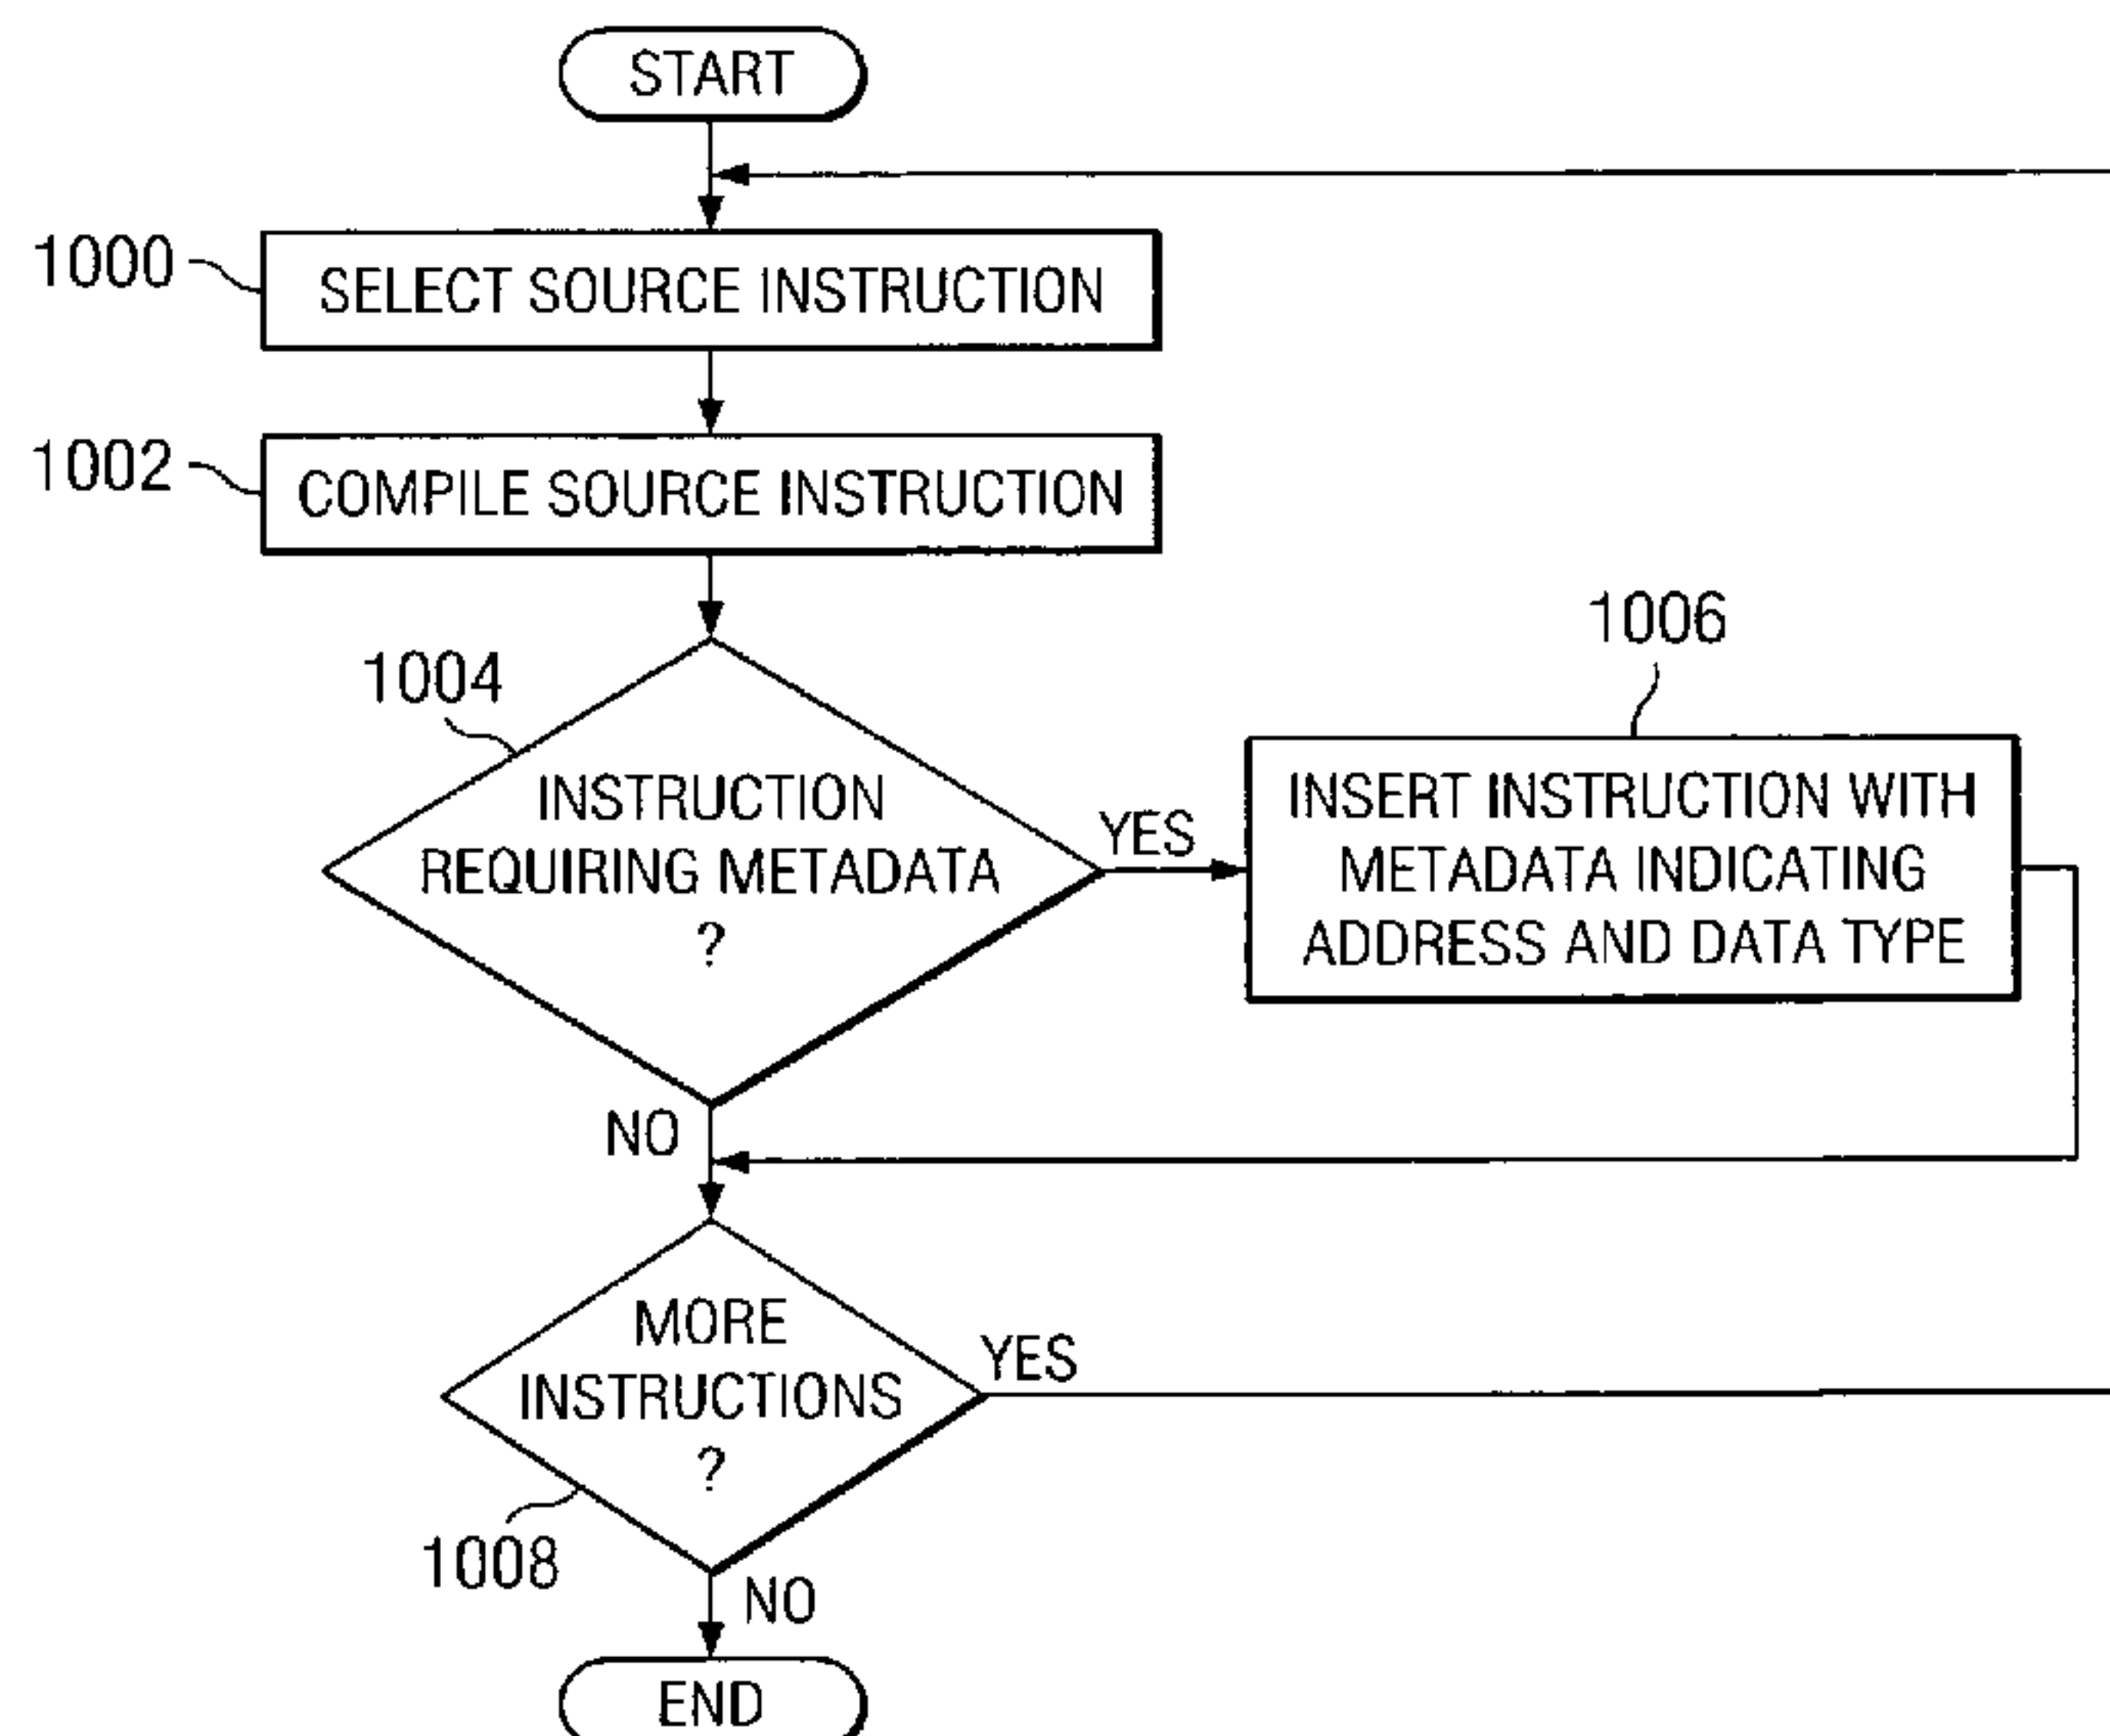 START
1000
SELECT SOURCE INSTRUCTION
1002
COMPILE SOURCE INSTRUCTION
1004
INSTRUCTION
REQUIRING METADATA
?
YES
1006
INSERT INSTRUCTION WITH
METADATA INDICATING
ADDRESS AND DATA TYPE
NO
MORE
INSTRUCTIONS
?
YES
1008
NO
END